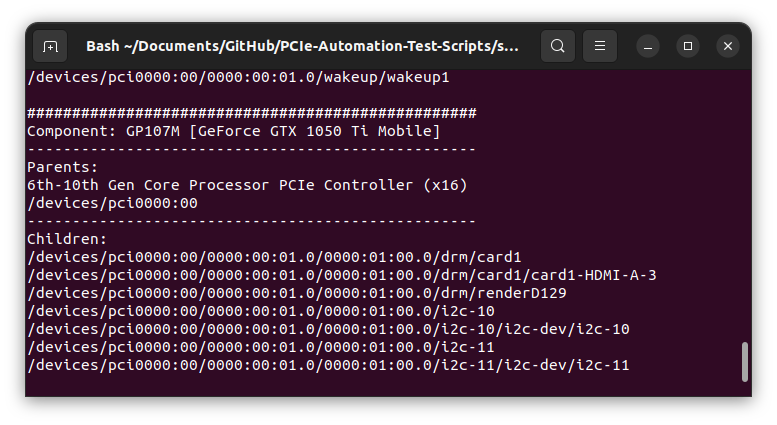 Bash ~/Documents/GitHub/PCIe-Automation-Test-Scripts/s...
/devices/pci0000:00/0000:00:01.0/wakeup/wakeup1
##################################################
Component: GP107M [GeForce GTX 1050 Ti Mobile]
--------------------------------------------------
Parents:
6th-10th Gen Core Processor PCIe Controller (x16)
/devices/pci0000:00
--------------------------------------------------
Children:
/devices/pci0000:00/0000:00:01.0/0000:01:00.0/drm/card1
/devices/pci0000:00/0000:00:01.0/0000:01:00.0/drm/card1/card1-HDMI-A-3
/devices/pci0000:00/0000:00:01.0/0000:01:00.0/drm/renderD129
/devices/pci0000:00/0000:00:01.0/0000:01:00.0/i2c-10
/devices/pci0000:00/0000:00:01.0/0000:01:00.0/i2c-10/i2c-dev/i2c-10
/devices/pci0000:00/0000:00:01.0/0000:01:00.0/i2c-11
/devices/pci0000:00/0000:00:01.0/0000:01:00.0/i2c-11/i2c-dev/i2c-11